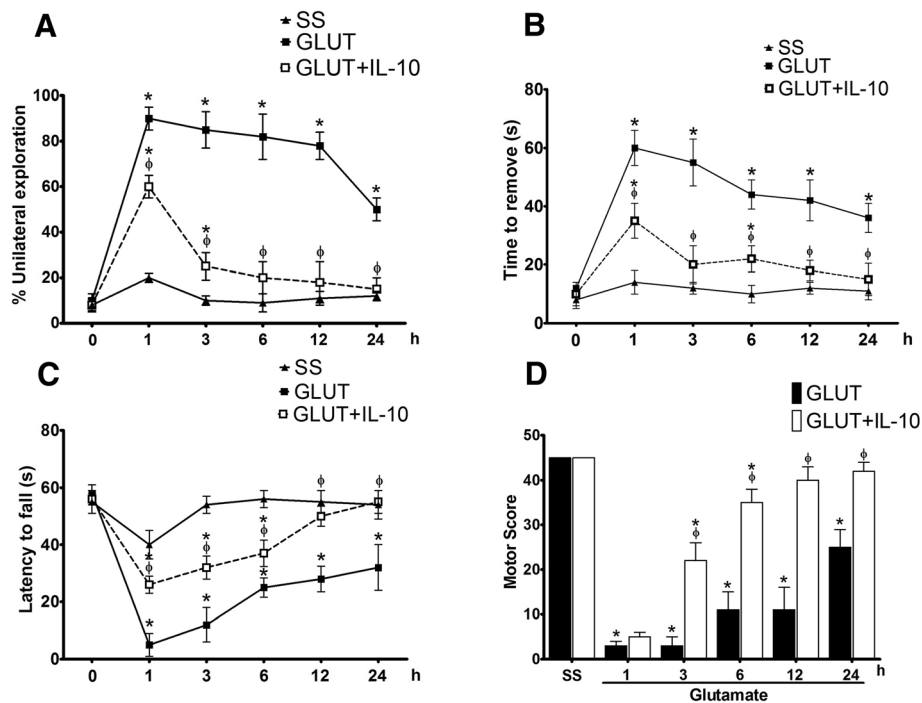 A
SS
GLUT
GLUT+IL-10
% Unilateral exploration
100
80
60
40
20
0
* * * * *
* ϕ * ϕ ϕ ϕ ϕ
0 1 3 6 12 24 h
B
SS
GLUT
GLUT+IL-10
Time to remove (s)
80
60
40
20
0
* * * * *
* ϕ ϕ * ϕ ϕ ϕ
0 1 3 6 12 24 h
C
SS
GLUT
GLUT+IL-10
Latency to fall (s)
80
60
40
20
0
* ϕ * ϕ * ϕ ϕ ϕ
* * * * *
0 1 3 6 12 24 h
D
GLUT
GLUT+IL-10
Motor Score
50
40
30
20
10
0
* ϕ * ϕ ϕ ϕ
* * * * *
SS 1 3 6 12 24 h
Glutamate